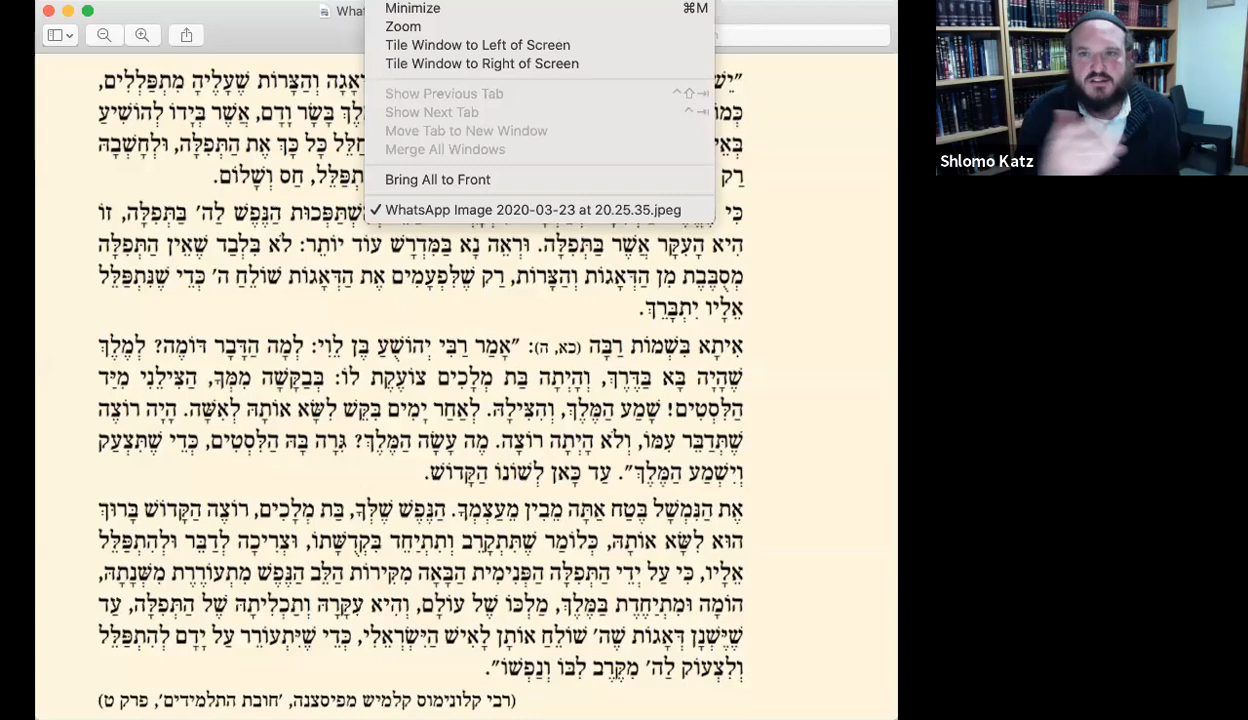 What
Minimize ⌘M
Zoom
Tile Window to Left of Screen
Tile Window to Right of Screen
Show Previous Tab
Show Next Tab
Move Tab to New Window
Merge All Windows
Bring All to Front
✓ WhatsApp Image 2020-03-23 at 20.25.35.jpeg
Shlomo Katz
דָּאָגָה וְהַצָּרוֹת שֶׁעָלֶיהָ מִתְפַּלְלִים,
בָּשָׂר וָדָם, אֲשֶׁר בְּיָדוֹ לְהוֹשִׁיעַ
כָּל כָּךְ אֶת הַתְּפִלָּה, וּלְחָשְׁבָהּ
רַק חַס וְשָׁלוֹם.
כִּי הַנֶּפֶשׁ לַה' בַּתְּפִלָּה, זוֹ
הִיא הָעִקָּר אֲשֶׁר בַּתְּפִלָּה. וּרְאֵה נָא בַּמִּדְרָשׁ עוֹד יוֹתֵר: לֹא בִּלְבַד שֶׁאֵין הַתְּפִלָּה
מְסֻבֶּבֶת מִן הַדְּאָגוֹת וְהַצָּרוֹת, רַק שֶׁלִּפְעָמִים אֶת הַדְּאָגוֹת שׁוֹלֵחַ ה' כְּדֵי שֶׁנִּתְפַּלֵּל
אֵלָיו יִתְבָּרֵךְ.
אִיתָא בִּשְׁמוֹת רַבָּה (כא, ה): "אָמַר רַבִּי יְהוֹשֻׁעַ בֶּן לֵוִי: לְמָה הַדָּבָר דּוֹמֶה? לְמֶלֶךְ
שֶׁהָיָה בָּא בַּדֶּרֶךְ, וְהָיְתָה בַּת מְלָכִים צוֹעֶקֶת לוֹ: בְּבַקָּשָׁה מִמְּךָ, הַצִּילֵנִי מִיַּד
הַלִּסְטִים! שָׁמַע הַמֶּלֶךְ, וְהִצִּילָהּ. לְאַחַר יָמִים בִּקֵּשׁ לִשָּׂא אוֹתָהּ לְאִשָּׁה. הָיָה רוֹצֶה
שֶׁתְּדַבֵּר עִמּוֹ, וְלֹא הָיְתָה רוֹצָה. מֶה עָשָׂה הַמֶּלֶךְ? גֵּרָה בָּהּ הַלִּסְטִים, כְּדֵי שֶׁתִּצְעַק
וְיִשְׁמַע הַמֶּלֶךְ". עַד כָּאן לְשׁוֹנוֹ הַקָּדוֹשׁ.
אֶת הַנִּמְשָׁל בֶּטַח אַתָּה מֵבִין מֵעַצְמְךָ. הַנֶּפֶשׁ שֶׁלְּךָ, בַּת מְלָכִים, רוֹצֶה הַקָּדוֹשׁ בָּרוּךְ
הוּא לִשָּׂא אוֹתָהּ, כְּלוֹמַר שֶׁתִּתְקָרֵב וְתִתְיַחֵד בִּקְדֻשָּׁתוֹ, וּצְרִיכָה לְדַבֵּר וּלְהִתְפַּלֵּל
אֵלָיו, כִּי עַל יְדֵי הַתְּפִלָּה הַפְּנִימִית הַבָּאָה מִקִּירוֹת הַלֵּב הַנֶּפֶשׁ מִתְעוֹרֶרֶת מִשְּׁנָתָהּ,
הוֹמָה וּמִתְיַחֶדֶת בַּמֶּלֶךְ, מַלְכּוֹ שֶׁל עוֹלָם, וְהִיא עִקָּרָהּ וְתַכְלִיתָהּ שֶׁל הַתְּפִלָּה, עַד
שֶׁיֶּשְׁנָן דְּאָגוֹת שֶׁה' שׁוֹלֵחַ אוֹתָן לָאִישׁ הַיִּשְׂרְאֵלִי, כְּדֵי שֶׁיִּתְעוֹרֵר עַל יָדָם לְהִתְפַּלֵּל
וְלִצְעוֹק לַה' מִקֶּרֶב לִבּוֹ וְנַפְשׁוֹ".
(רבי קלונימוס קלמיש מפיסצנה, 'חובת התלמידים', פרק ט)